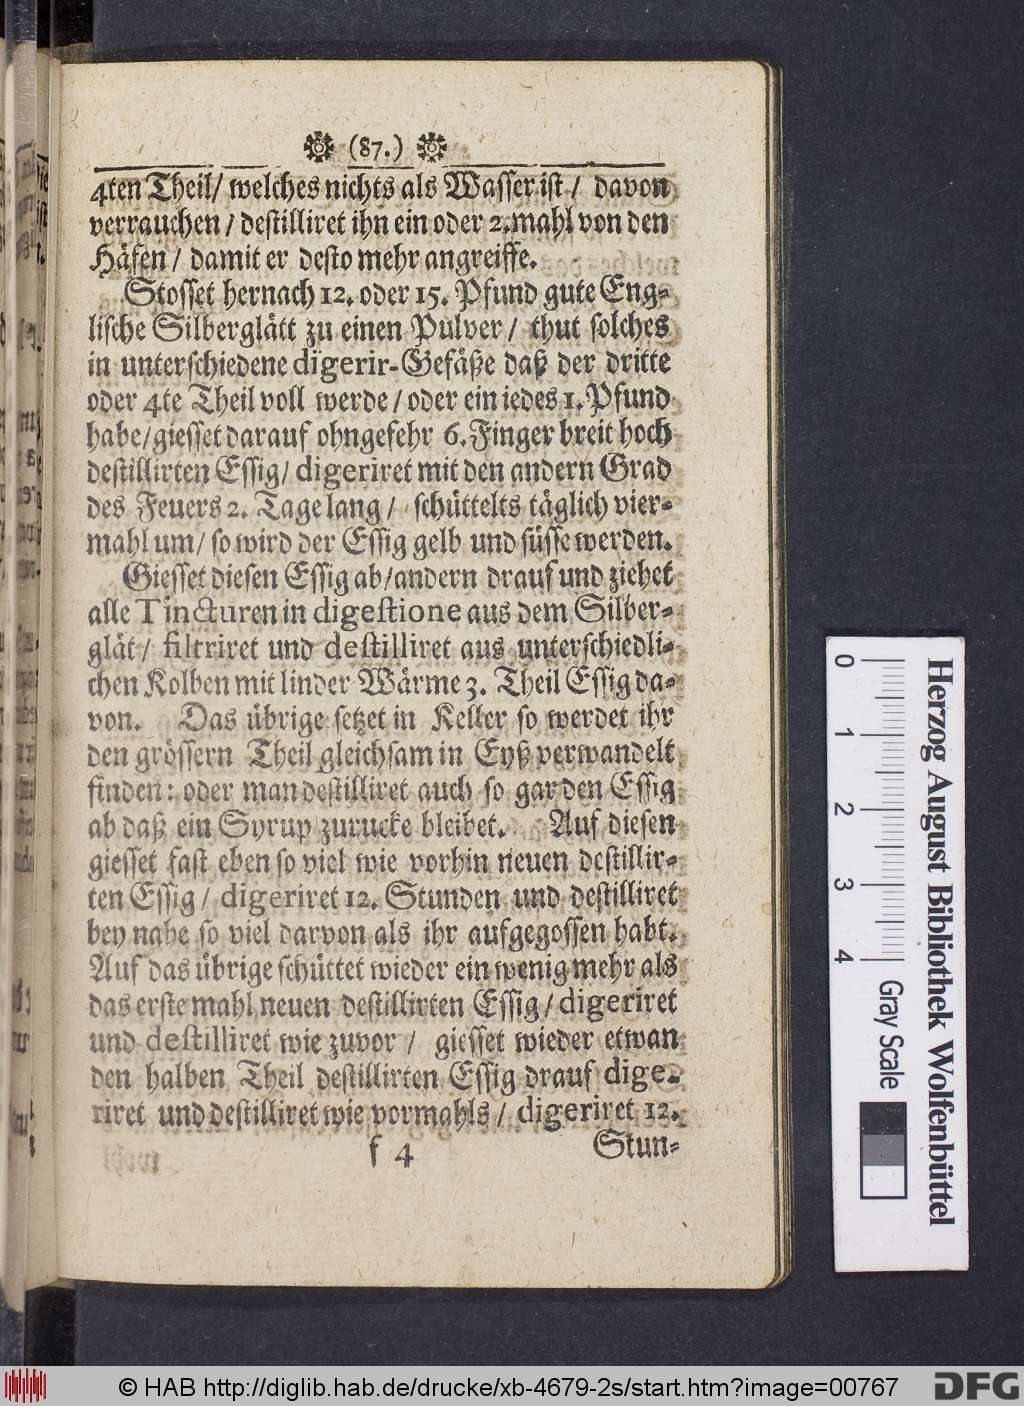 (87.)
4ten Theil/ welches nichts als Wasser ist / davon
verrauchen / destilliret ihn ein oder 2. mahl von den
Häfen / damit er desto mehr angreiffe.
Stosset hernach 12. oder 15. Pfund gute Eng-
lische Silberglätt zu einen Pulver / thut solches
in unterschiedene digerir-Gefäße daß der dritte
oder 4te Theil voll werde / oder ein iedes 1. Pfund
habe/giesset darauf ohngefehr 6. Finger breit hoch
destillirten Essig/ digeriret mit den andern Grad
des Feuers 2. Tage lang / schüttelts täglich vier-
mahl um/ so wird der Essig gelb und süsse werden.
Giesset diesen Essig ab/andern drauf und ziehet
alle Tincturen in digestione aus dem Silber-
glät / filtriret und destilliret aus unterschiedli-
chen Kolben mit linder Wärme 3. Theil Essig da-
von. Das übrige setzet in Keller so werdet ihr
den grössern Theil gleichsam in Eyß verwandelt
finden: oder man destilliret auch so gar den Essig
ab daß ein Syrup zurucke bleibet. Auf diesen
giesset fast eben so viel wie vorhin neuen destillir-
ten Essig / digeriret 12. Stunden und destilliret
bey nahe so viel darvon als ihr aufgegossen habt.
Auf das übrige schüttet wieder ein wenig mehr als
das erste mahl neuen destillirten Essig / digeriret
und destilliret wie zuvor / giesset wieder etwan
den halben Theil destillirten Essig drauf dige-
riret und destilliret wie vormahls / digeriret 12.
f 4 Stun-
0 1 2 3 4 Gray Scale
Herzog August Bibliothek Wolfenbüttel
© HAB http://diglib.hab.de/drucke/xb-4679-2s/start.htm?image=00767
DFG